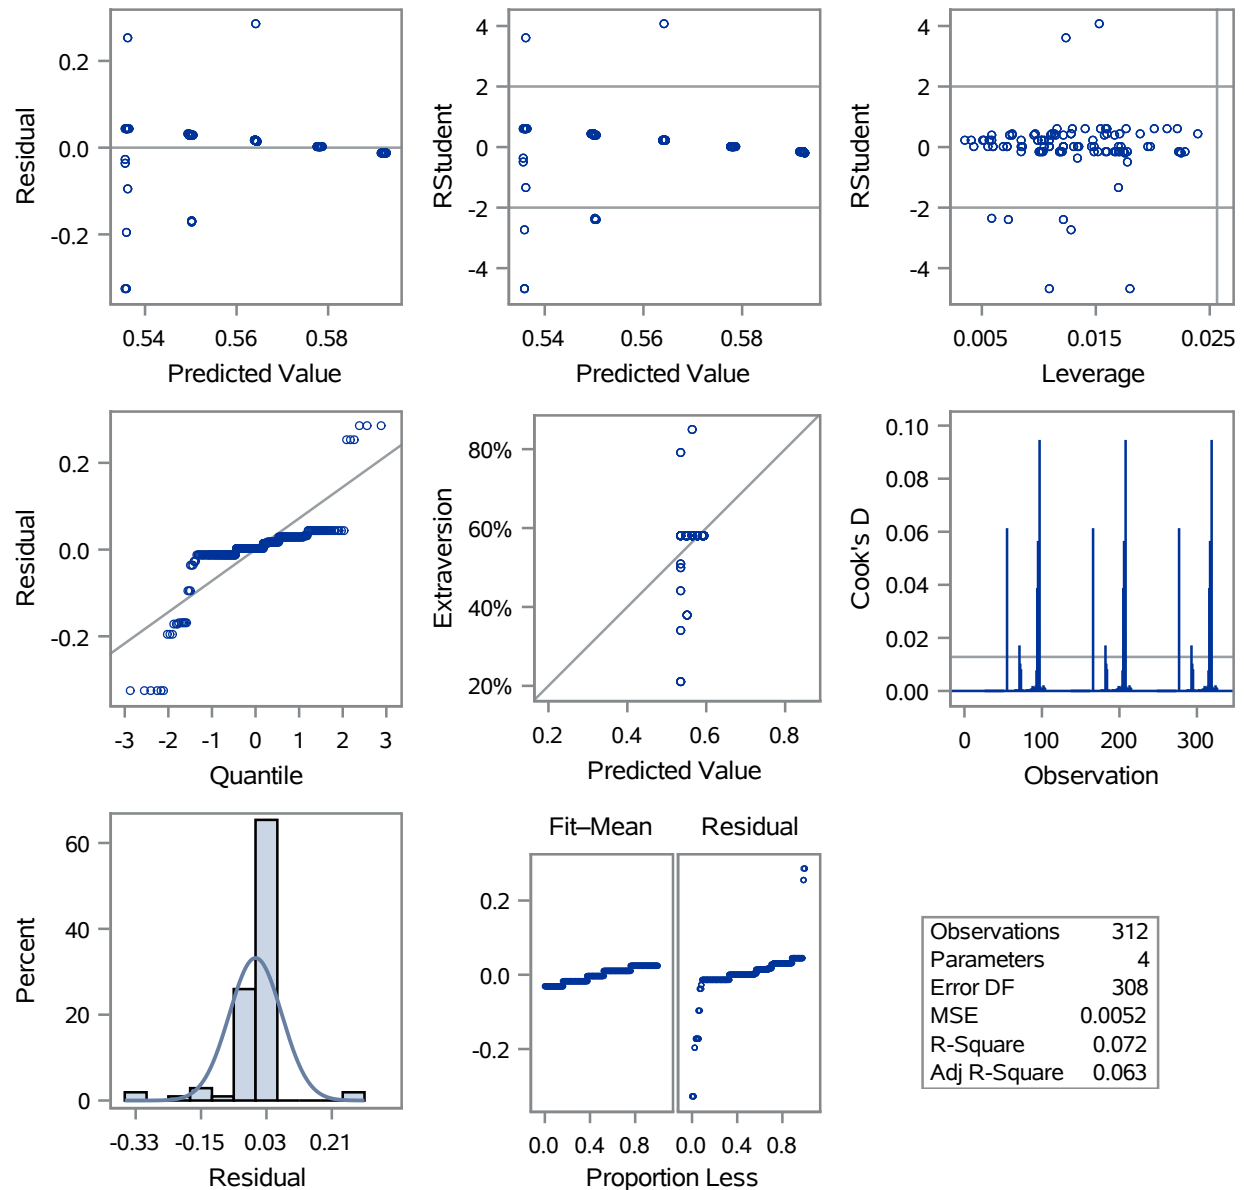 0.2
0.0
-0.2
Residual
0.54 0.56 0.58
Predicted Value
4
2
0
-2
-4
RStudent
0.54 0.56 0.58
Predicted Value
4
2
0
-2
-4
RStudent
0.005 0.015 0.025
Leverage
0.2
0.0
-0.2
Residual
-3 -2 -1 0 1 2 3
Quantile
80%
60%
40%
20%
Extraversion
0.2 0.4 0.6 0.8
Predicted Value
0.10
0.08
0.06
0.04
0.02
0.00
Cook's D
0 100 200 300
Observation
60
40
20
0
Percent
-0.33 -0.15 0.03 0.21
Residual
Fit–Mean Residual
0.2
0.0
-0.2
0.0 0.4 0.8 0.0 0.4 0.8
Proportion Less
Observations 312
Parameters 4
Error DF 308
MSE 0.0052
R-Square 0.072
Adj R-Square 0.063